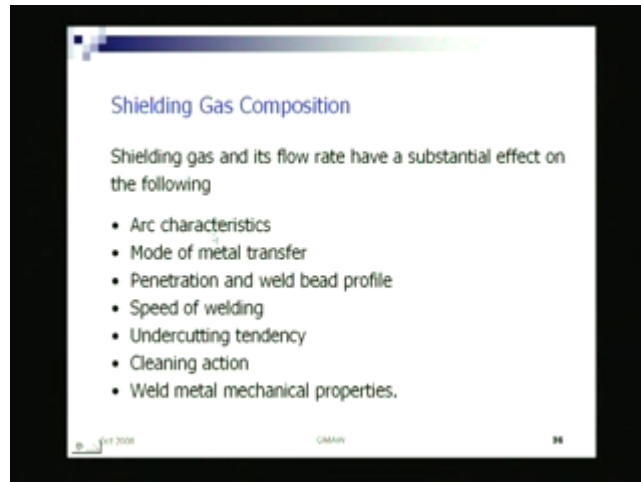 Shielding Gas Composition
Shielding gas and its flow rate have a substantial effect on
the following
• Arc characteristics
• Mode of metal transfer
• Penetration and weld bead profile
• Speed of welding
• Undercutting tendency
• Cleaning action
• Weld metal mechanical properties.
GMAW